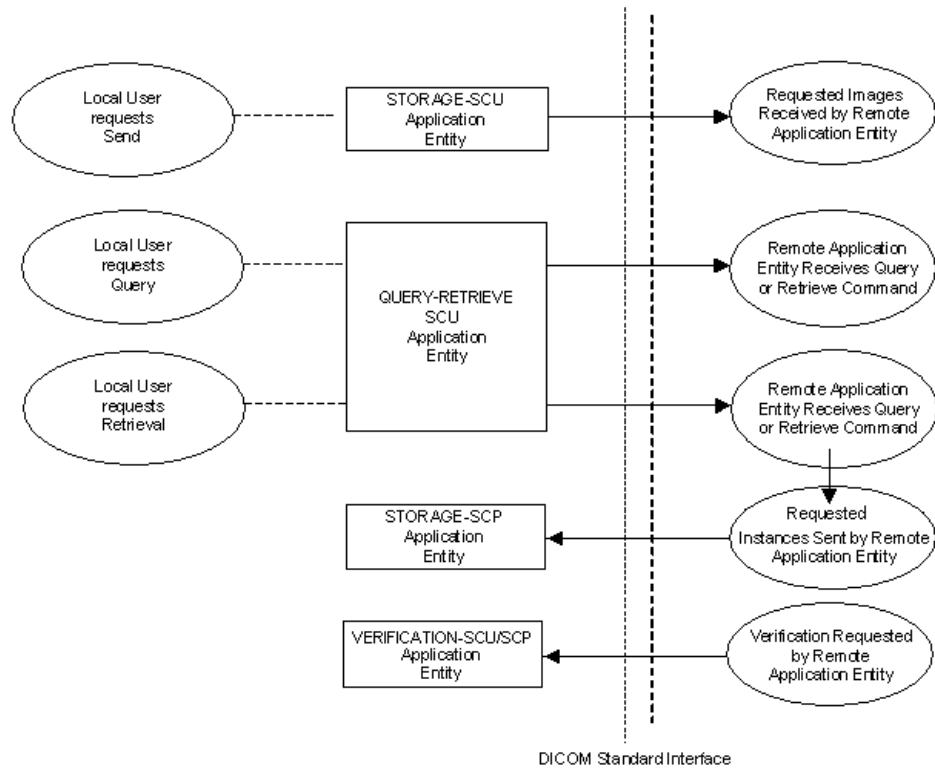 Local User
requests
Send
STORAGE-SCU
Application
Entity
Requested Images
Received by Remote
Application Entity
Local User
requests
Query
QUERY-RETRIEVE
SCU
Application
Entity
Remote Application
Entity Receives Query
or Retrieve Command
Local User
requests
Retrieval
Remote Application
Entity Receives Query
or Retrieve Command
STORAGE-SCP
Application
Entity
Requested
Instances Sent by Remote
Application Entity
VERIFICATION-SCU/SCP
Application
Entity
Verification Requested
by Remote
Application Entity
DICOM Standard Interface